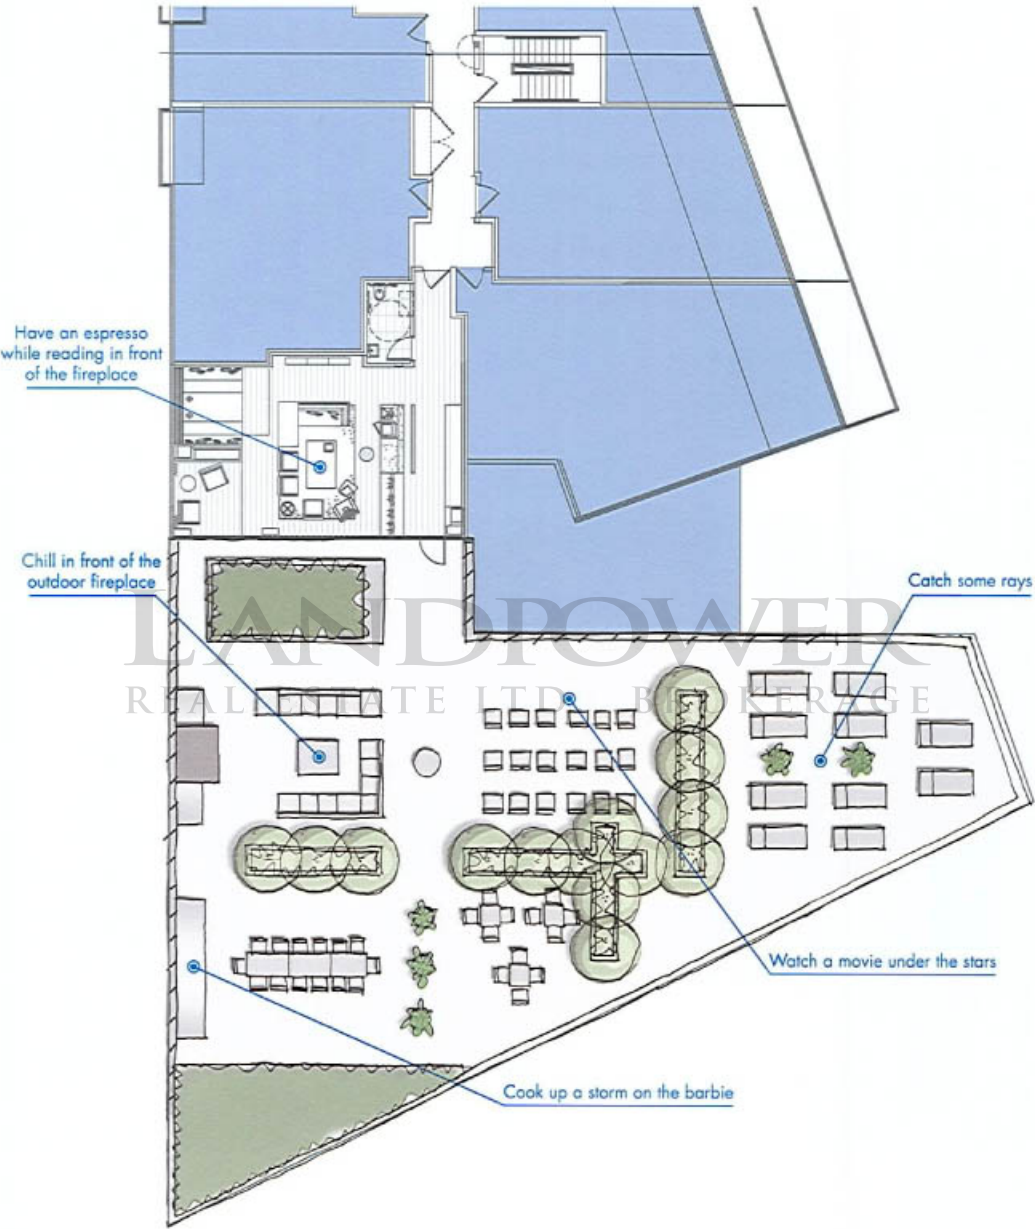 Have an espresso
while reading in front
of the fireplace
Chill in front of the
outdoor fireplace
Catch some rays
LANDPOWER
REAL ESTATE LTD. BROKERAGE
Watch a movie under the stars
Cook up a storm on the barbie